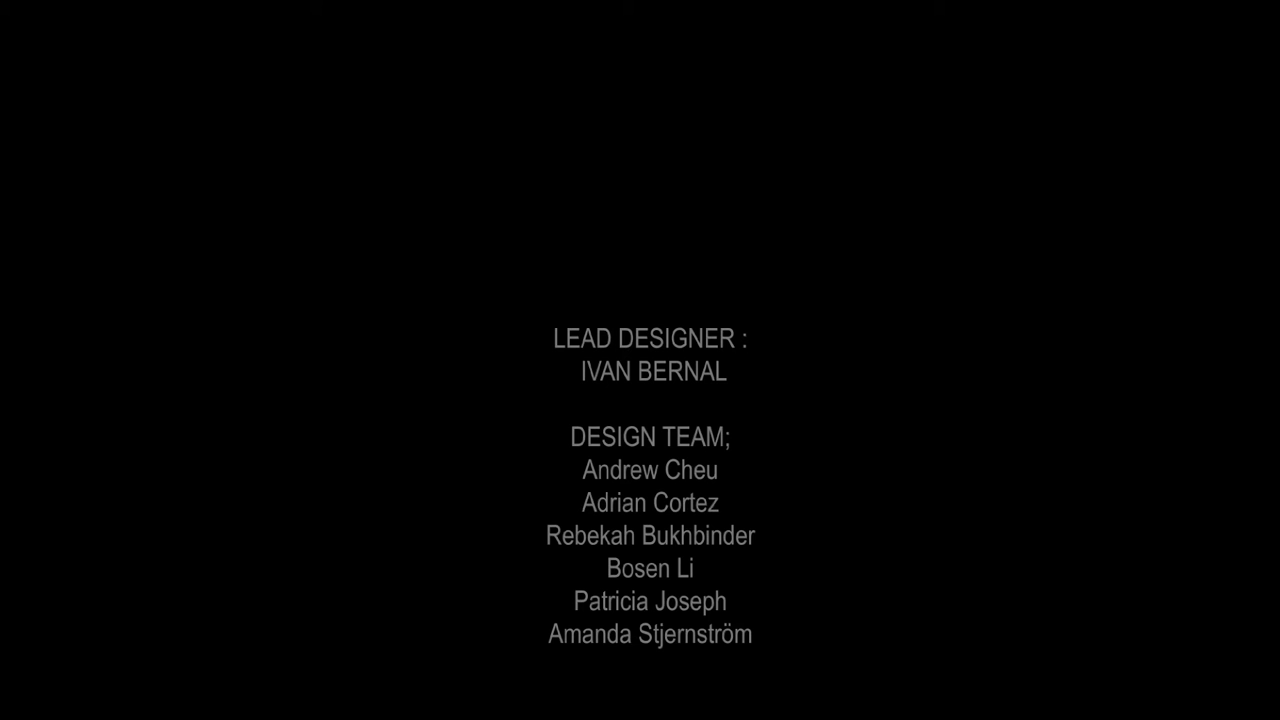 LEAD DESIGNER :
IVAN BERNAL
DESIGN TEAM;
Andrew Cheu
Adrian Cortez
Rebekah Bukhbinder
Bosen Li
Patricia Joseph
Amanda Stjernström